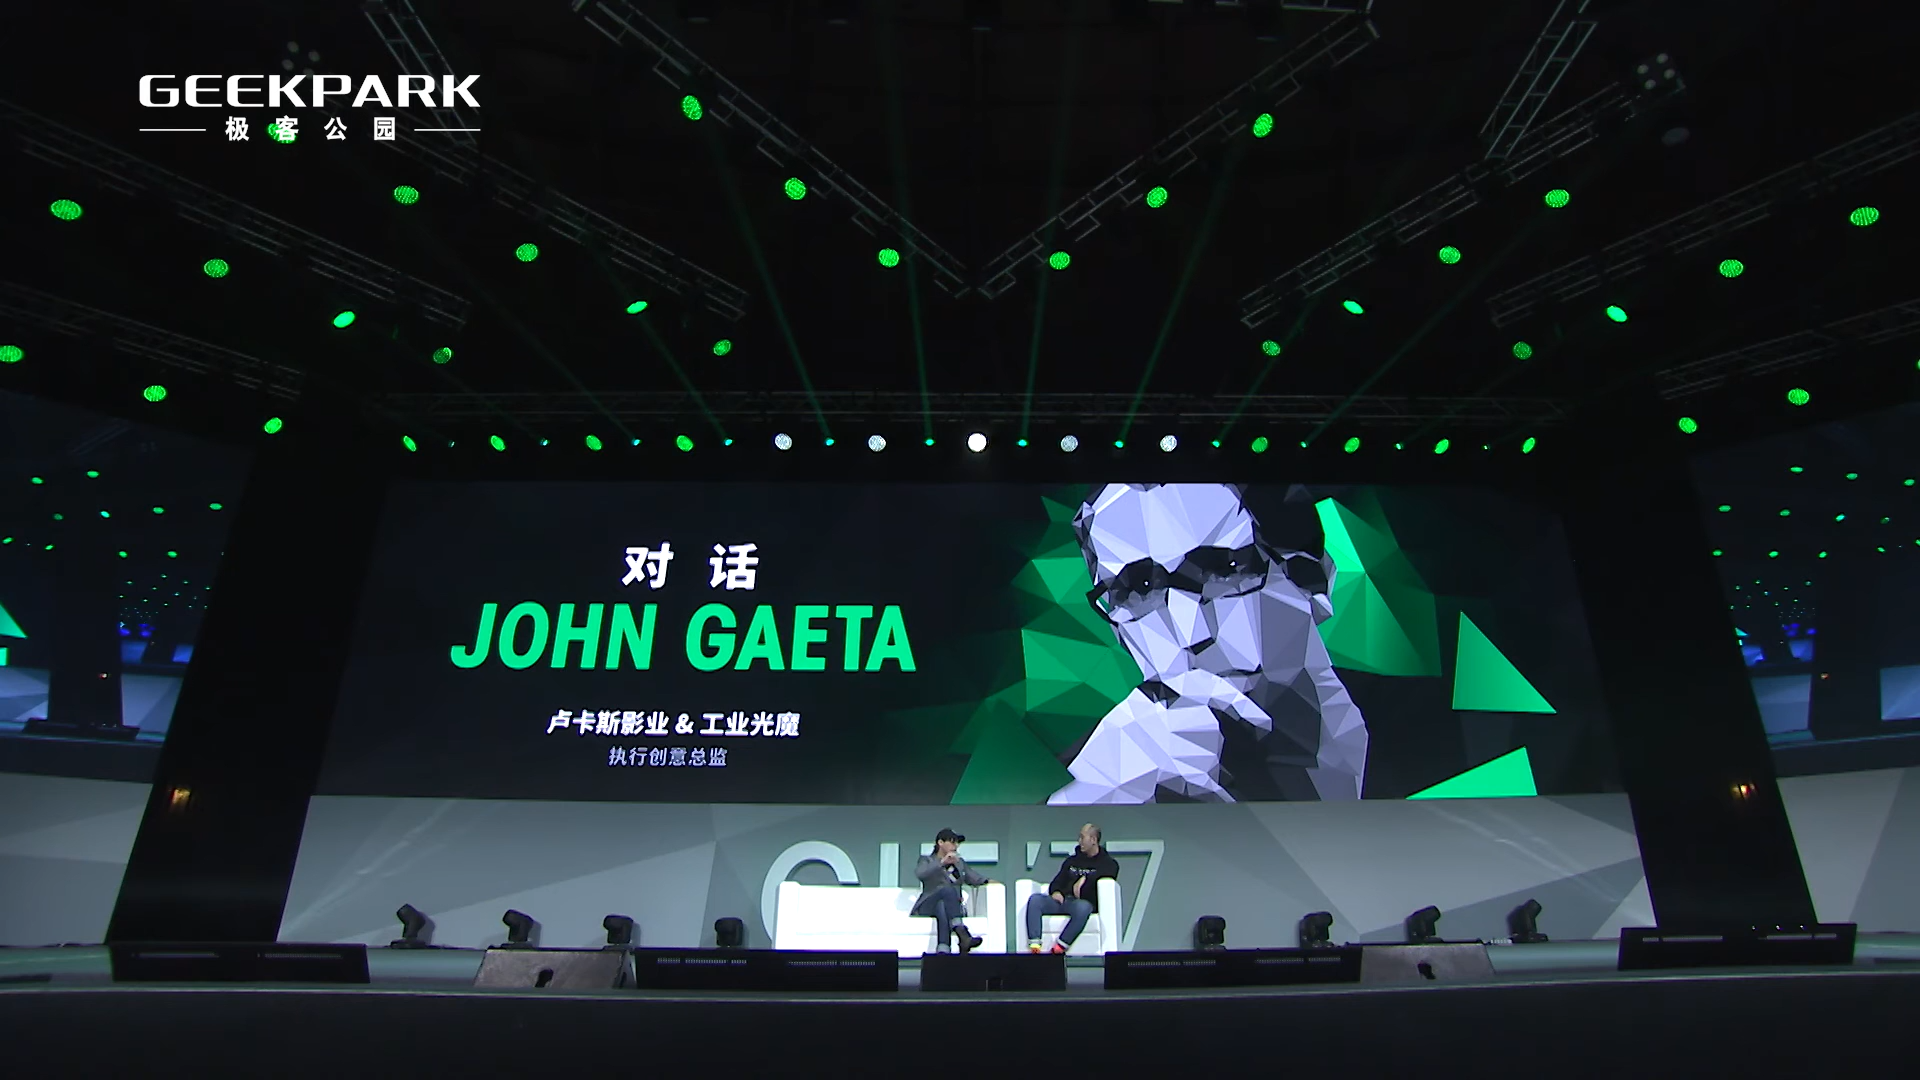 GEEKPARK
极客公园
对话
JOHN GAETA
卢卡斯影业 & 工业光魔
执行创意总监